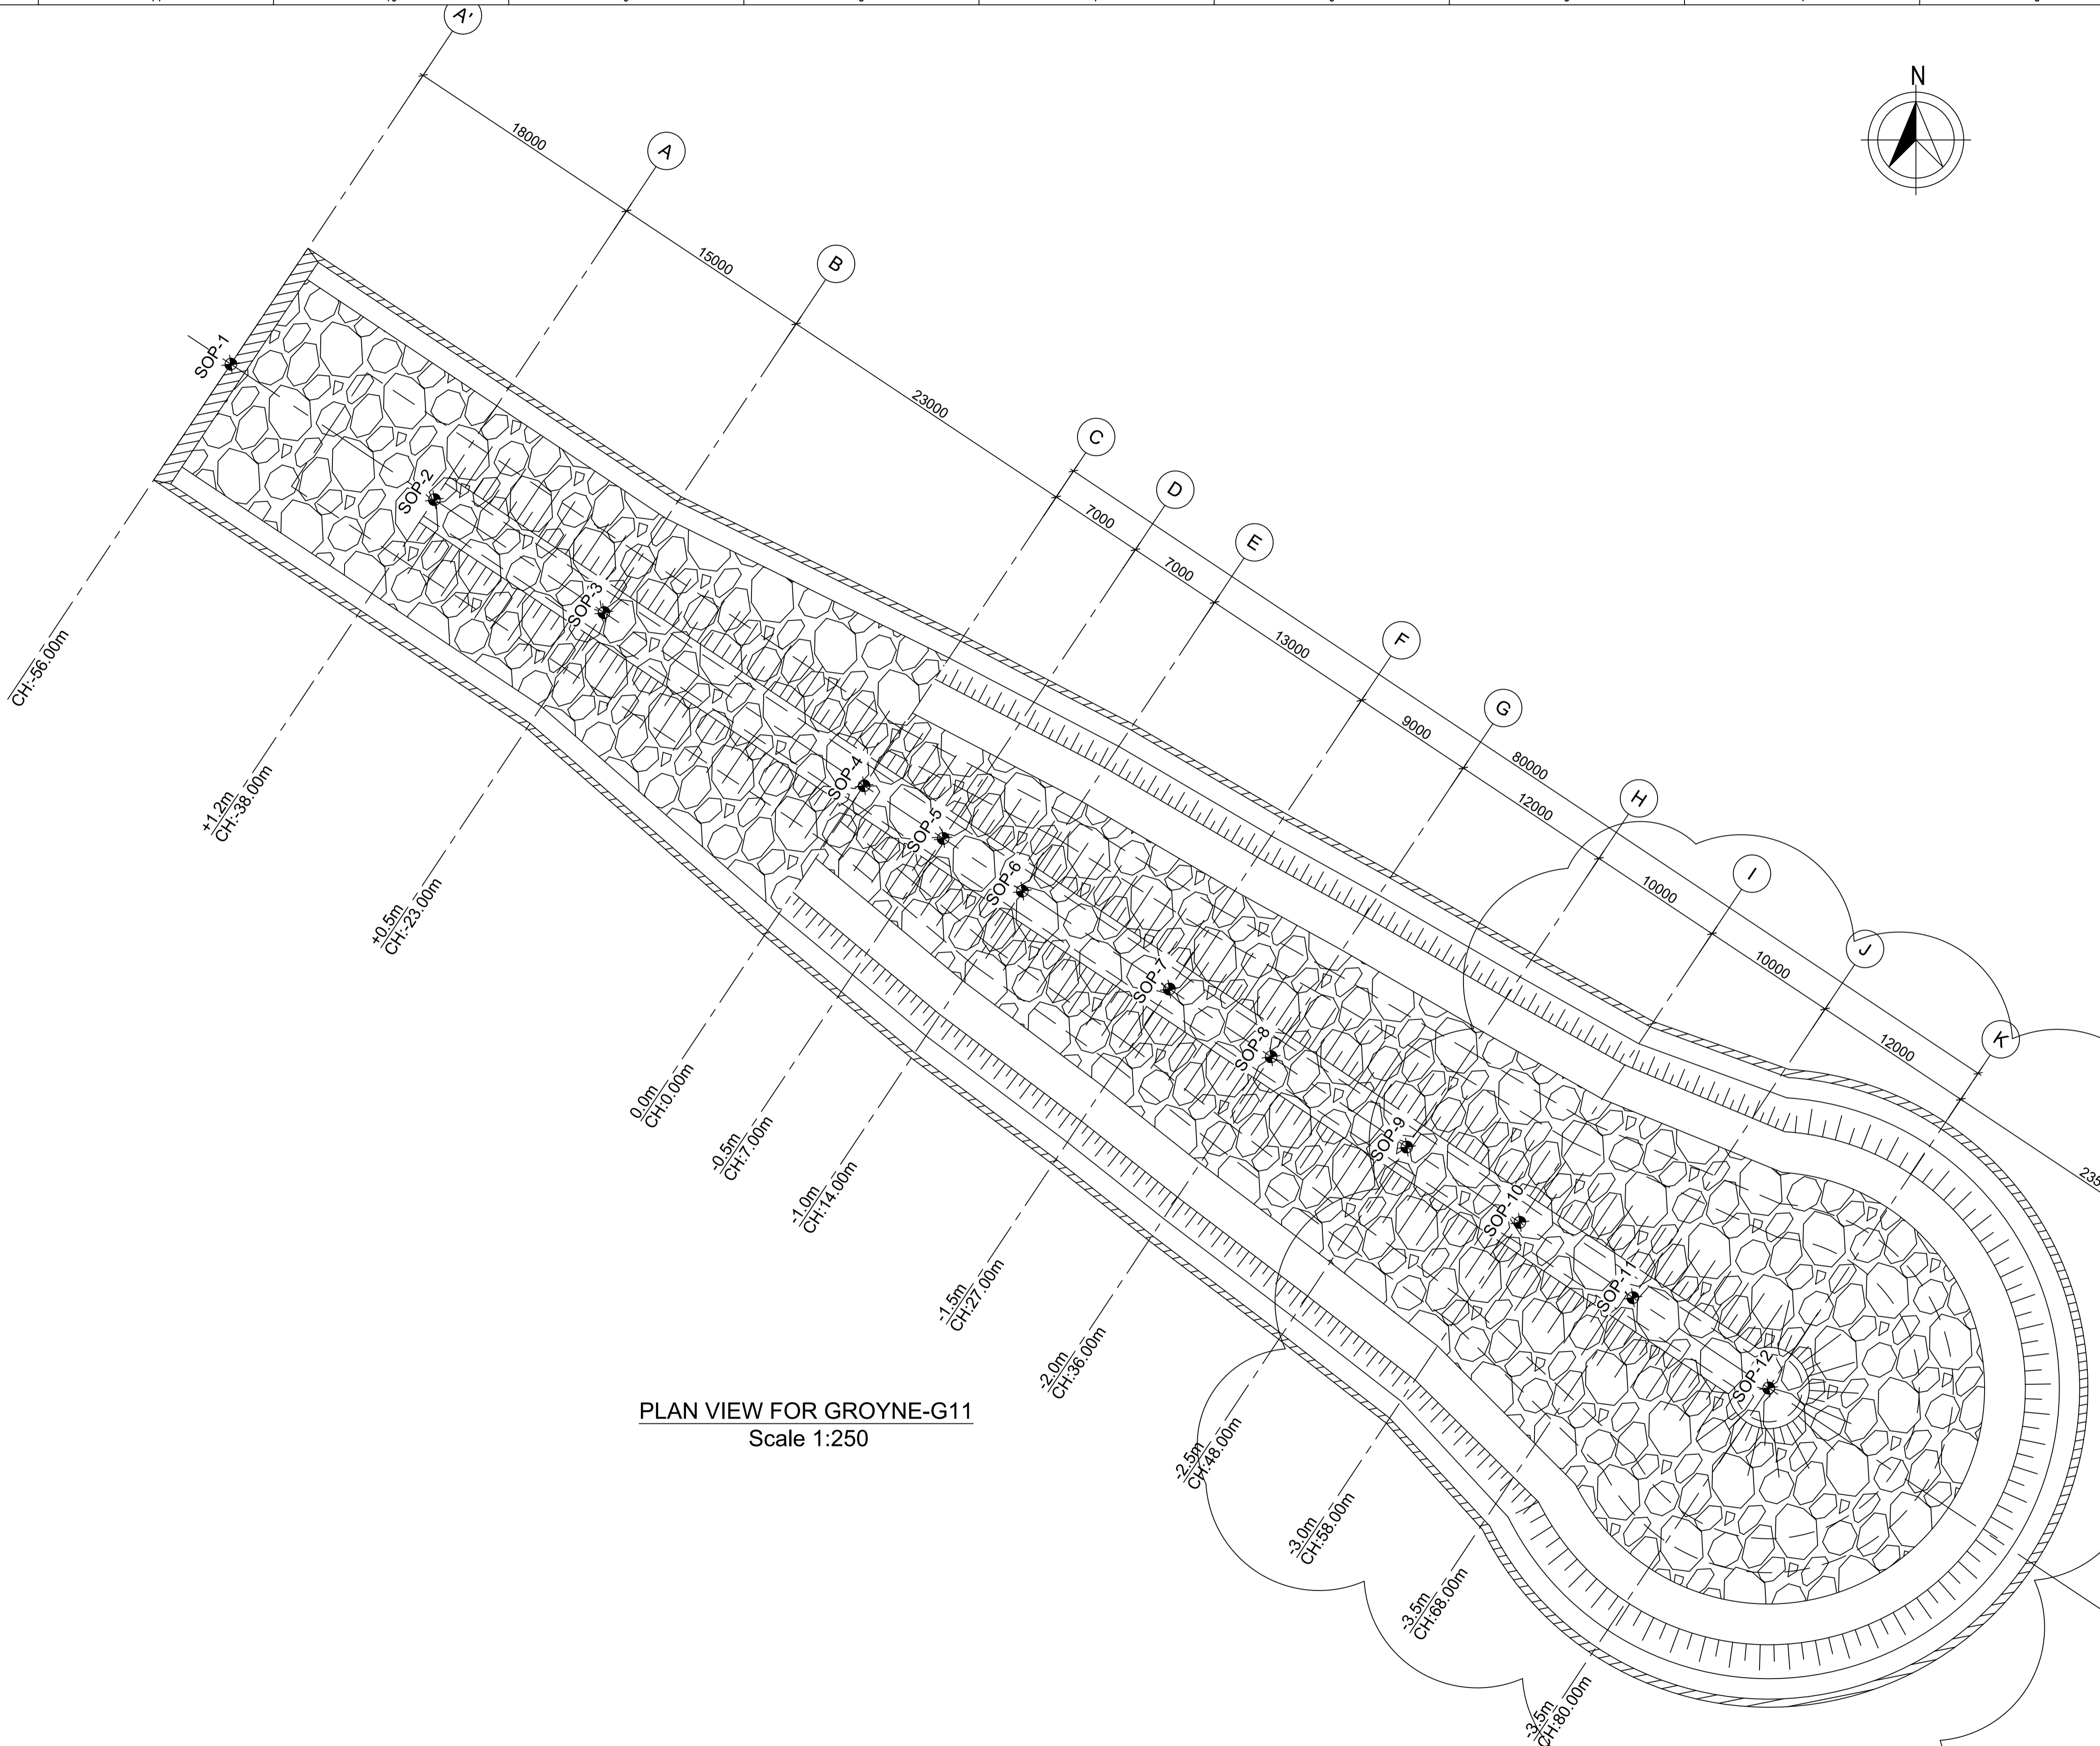 A'
N
18000
A
15000
B
SOP-1
23000
C
SOP-2
7000
D
7000
E
SOP-3
13000
F
CH:-56.00m
9000
G
80000
SOP-4
12000
H
+1.2m
CH:-38.00m
SOP-5
10000
I
SOP-6
+0.5m
CH:-23.00m
10000
J
SOP-7
12000
K
SOP-8
0.0m
CH:0.00m
SOP-9
-0.5m
CH:7.00m
SOP-10
-1.0m
CH:14.00m
SOP-11
-1.5m
CH:27.00m
SOP-12
-2.0m
CH:36.00m
PLAN VIEW FOR GROYNE-G11
Scale 1:250
-2.5m
CH:48.00m
-3.0m
CH:58.00m
-3.5m
CH:68.00m
-3.5m
CH:80.00m